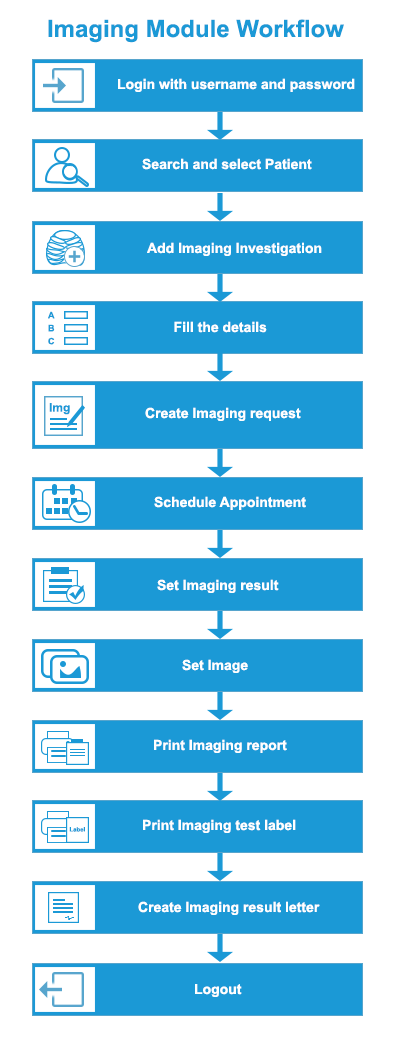 Imaging Module Workflow
Login with username and password
Search and select Patient
Add Imaging Investigation
A
B
C
Fill the details
Img
Create Imaging request
Schedule Appointment
Set Imaging result
Set Image
Print Imaging report
Label
Print Imaging test label
Create Imaging result letter
Logout